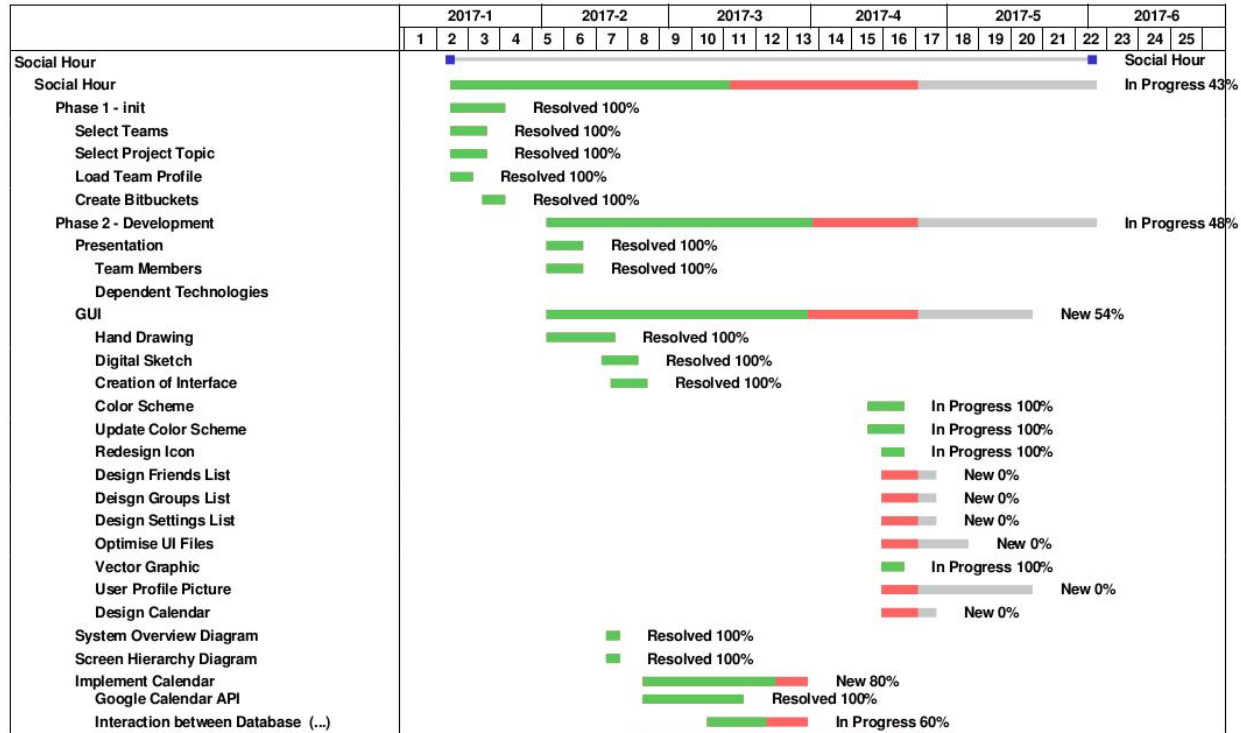 2017-1 2017-2 2017-3 2017-4 2017-5 2017-6
1 2 3 4 5 6 7 8 9 10 11 12 13 14 15 16 17 18 19 20 21 22 23 24 25
Social Hour Social Hour
Social Hour In Progress 43%
Phase 1 - init Resolved 100%
Select Teams Resolved 100%
Select Project Topic Resolved 100%
Load Team Profile Resolved 100%
Create Bitbuckets Resolved 100%
Phase 2 - Development In Progress 48%
Presentation Resolved 100%
Team Members Resolved 100%
Dependent Technologies
GUI New 54%
Hand Drawing Resolved 100%
Digital Sketch Resolved 100%
Creation of Interface Resolved 100%
Color Scheme In Progress 100%
Update Color Scheme In Progress 100%
Redesign Icon In Progress 100%
Design Friends List New 0%
Deisgn Groups List New 0%
Design Settings List New 0%
Optimise UI Files New 0%
Vector Graphic In Progress 100%
User Profile Picture New 0%
Design Calendar New 0%
System Overview Diagram Resolved 100%
Screen Hierarchy Diagram Resolved 100%
Implement Calendar New 80%
Google Calendar API Resolved 100%
Interaction between Database (...) In Progress 60%